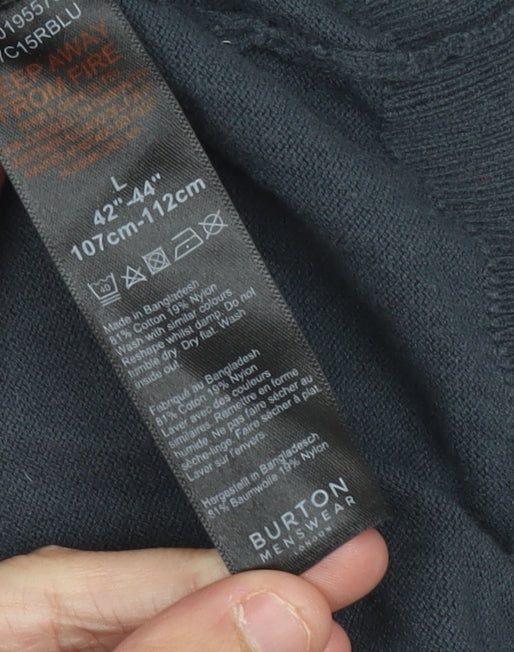 KEEP AWAY
FROM FIRE
L
42"-44"
107cm-112cm
40
Made in Bangladesh
81% Cotton 19% Nylon
Wash with similar colours
Reshape whilst damp. Do not
tumble dry. Dry flat. Wash
inside out.
Fabriqué au Bangladesh
81% Cotton 19% Nylon
Laver avec des couleurs
similaires. Remettre en forme
humide. Ne pas faire sécher au
sèche-linge. Faire sécher à plat.
Laver sur l'envers
Hergestellt in Bangladesch
81% Baumwolle 19% Nylon
BURTON
MENSWEAR
LONDON